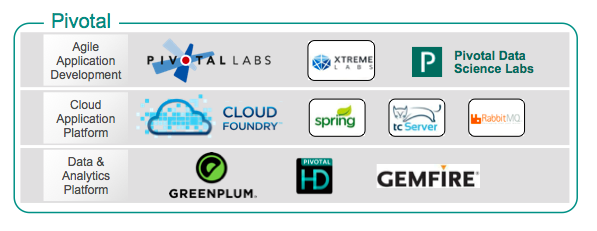 Pivotal
Agile
Application
Development
PIVOTAL LABS
XTREME
LABS
P
Pivotal Data
Science Labs
Cloud
Application
Platform
CLOUD
FOUNDRY™
spring
tc Server
RabbitMQ
Data &
Analytics
Platform
GREENPLUM®
PIVOTAL
HD
GEMFIRE®